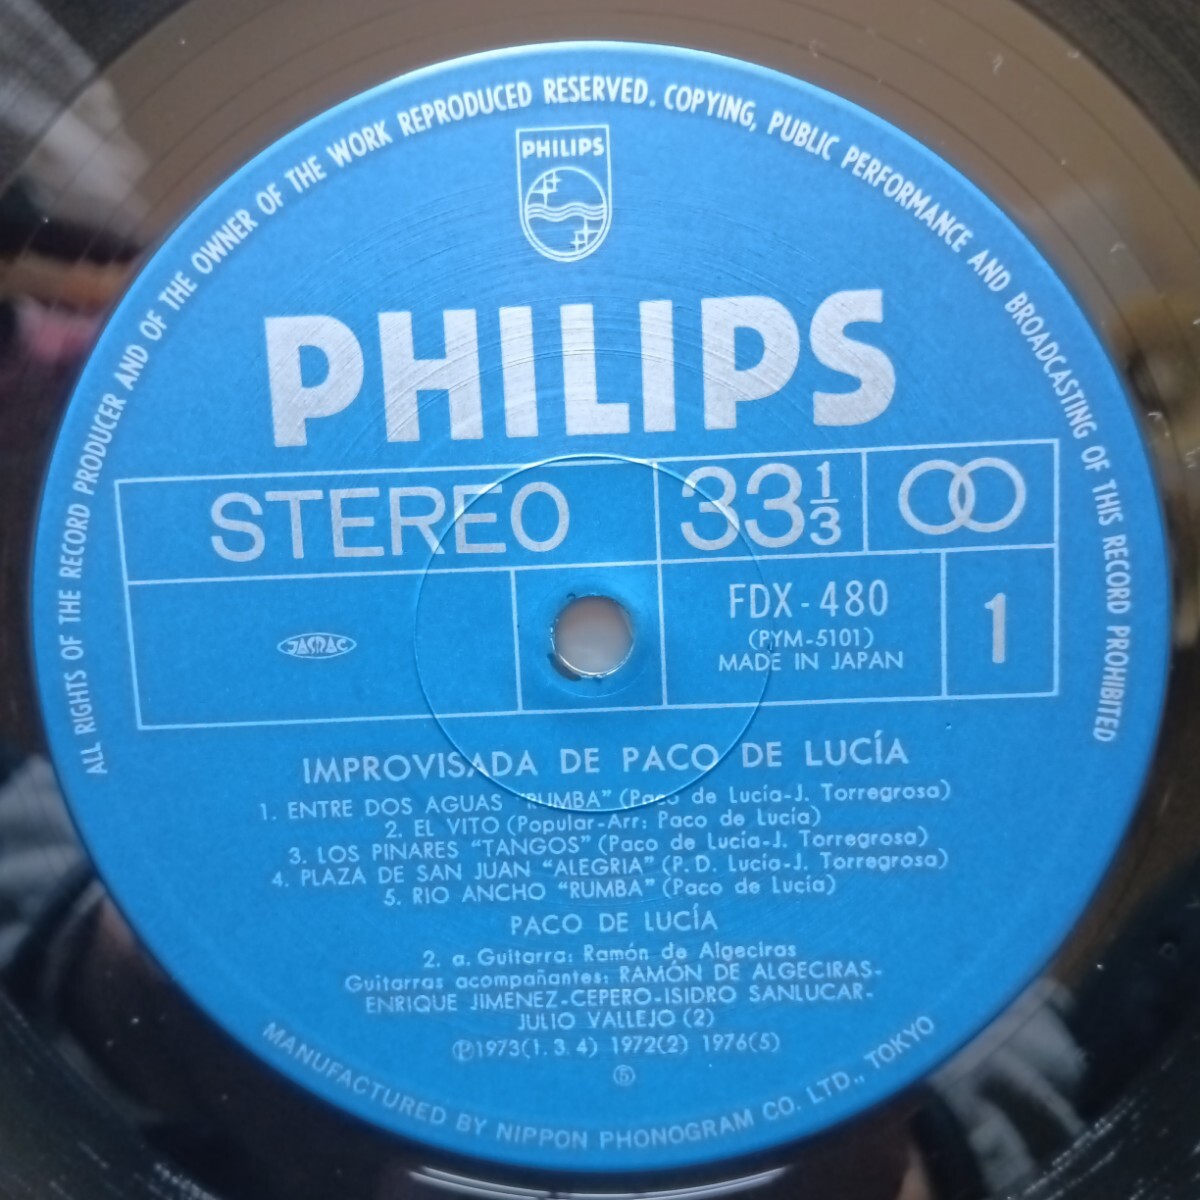 ALL RIGHTS OF THE RECORD PRODUCER AND OF THE OWNER OF THE WORK REPRODUCED RESERVED. COPYING, PUBLIC PERFORMANCE AND BROADCASTING OF THIS RECORD PROHIBITED
PHILIPS
PHILIPS
STEREO
33 1/3
JASRAC
FDX-480
(PYM-5101)
MADE IN JAPAN
1
IMPROVISADA DE PACO DE LUCÍA
1. ENTRE DOS AGUAS "RUMBA" (Paco de Lucía-J. Torregrosa)
2. EL VITO (Popular-Arr: Paco de Lucía)
3. LOS PINARES "TANGOS" (Paco de Lucía-J. Torregrosa)
4. PLAZA DE SAN JUAN "ALEGRIA" (P. D. Lucía-J. Torregrosa)
5. RIO ANCHO "RUMBA" (Paco de Lucía)
PACO DE LUCÍA
2. a. Guitarra: Ramón de Algeciras
Guitarras acompañantes: RAMÓN DE ALGECIRAS-
ENRIQUE JIMENEZ-CEPERO-ISIDRO SANLUCAR-
JULIO VALLEJO (2)
Ⓟ1973(1. 3. 4) 1972(2) 1976(5)
⑤
MANUFACTURED BY NIPPON PHONOGRAM CO. LTD., TOKYO